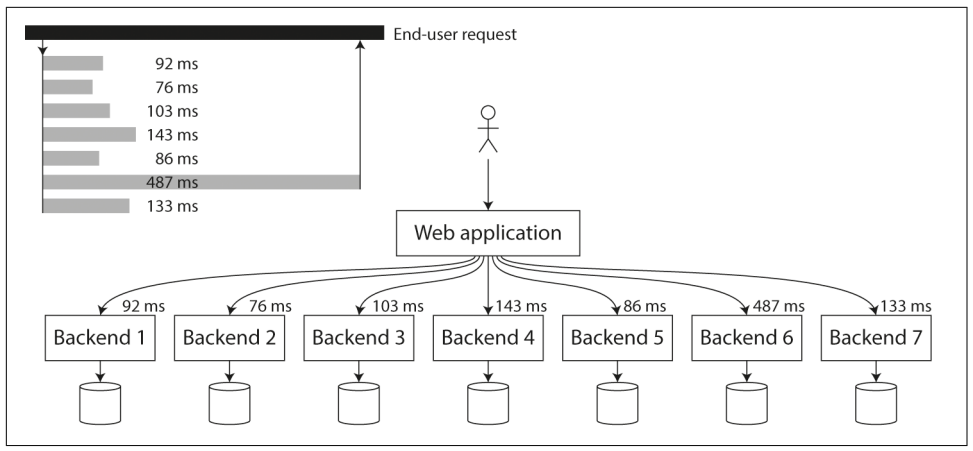 End-user request
92 ms
76 ms
103 ms
143 ms
86 ms
487 ms
133 ms
Web application
92 ms
76 ms
103 ms
143 ms
86 ms
487 ms
133 ms
Backend 1
Backend 2
Backend 3
Backend 4
Backend 5
Backend 6
Backend 7